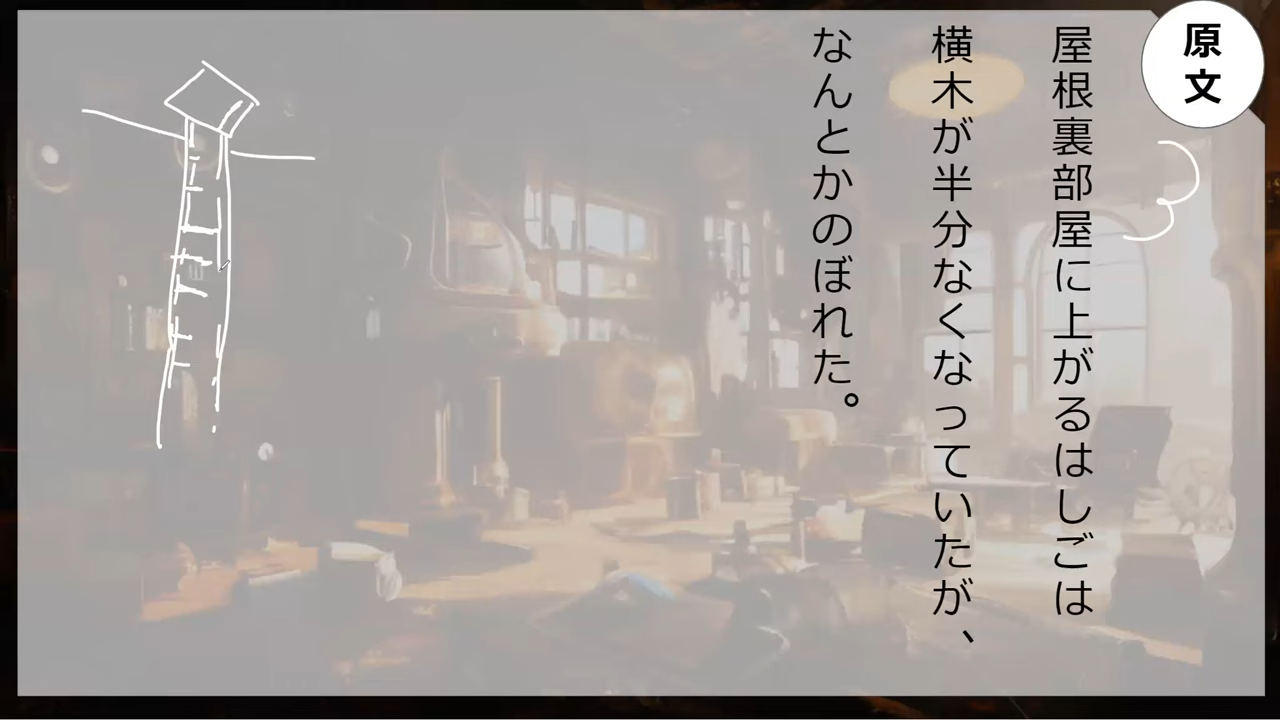 原文
屋根裏部屋に上がるはしごは
横木が半分なくなっていたが、
なんとかのぼれた。